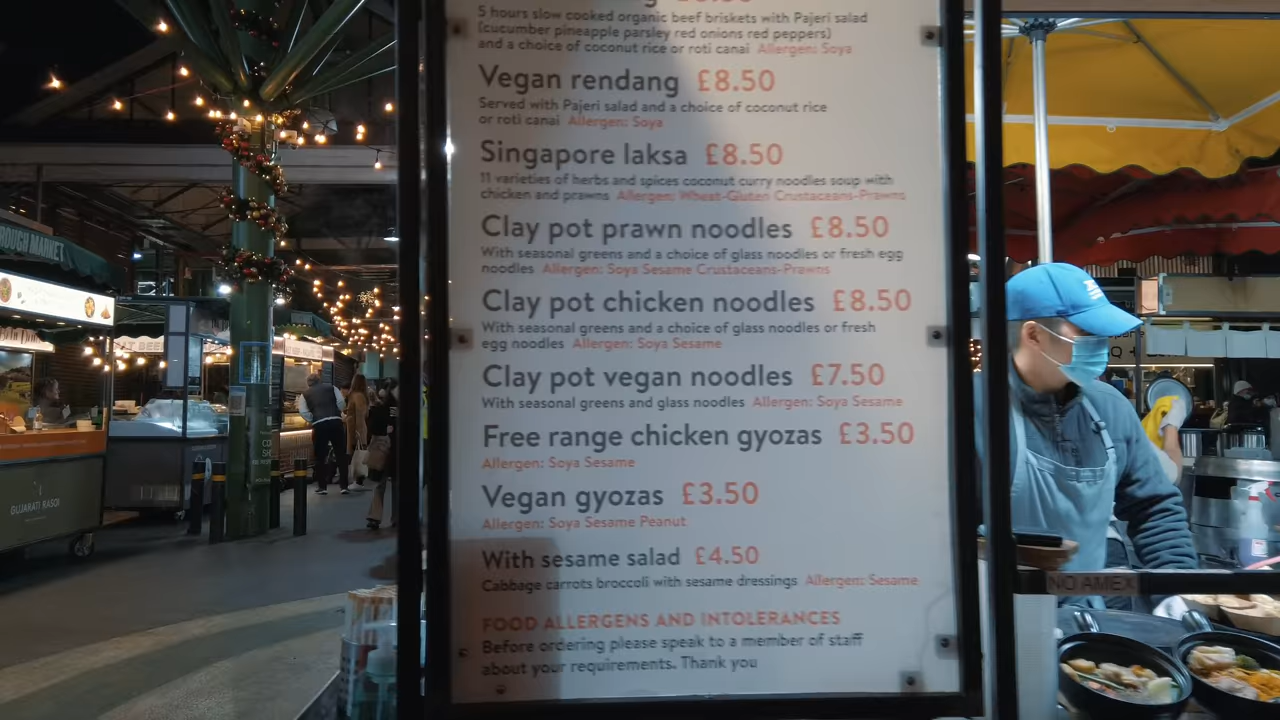 5 hours slow cooked organic beef briskets with Pajeri salad
(cucumber pineapple parsley red onions red peppers)
and a choice of coconut rice or roti canai Allergen: Soya
Vegan rendang £8.50
Served with Pajeri salad and a choice of coconut rice
or roti canai Allergen: Soya
Singapore laksa £8.50
11 varieties of herbs and spices coconut curry noodles soup with
chicken and prawns Allergen: Wheat-Gluten Crustaceans-Prawns
Clay pot prawn noodles £8.50
With seasonal greens and a choice of glass noodles or fresh egg
noodles Allergen: Soya Sesame Crustaceans-Prawns
Clay pot chicken noodles £8.50
With seasonal greens and a choice of glass noodles or fresh
egg noodles Allergen: Soya Sesame
Clay pot vegan noodles £7.50
With seasonal greens and glass noodles Allergen: Soya Sesame
Free range chicken gyozas £3.50
Allergen: Soya Sesame
Vegan gyozas £3.50
Allergen: Soya Sesame Peanut
With sesame salad £4.50
Cabbage carrots broccoli with sesame dressings Allergen: Sesame
FOOD ALLERGENS AND INTOLERANCES
Before ordering please speak to a member of staff
about your requirements. Thank you
ROUGH MARKET
GUJARATI RASOI
NO AMEX